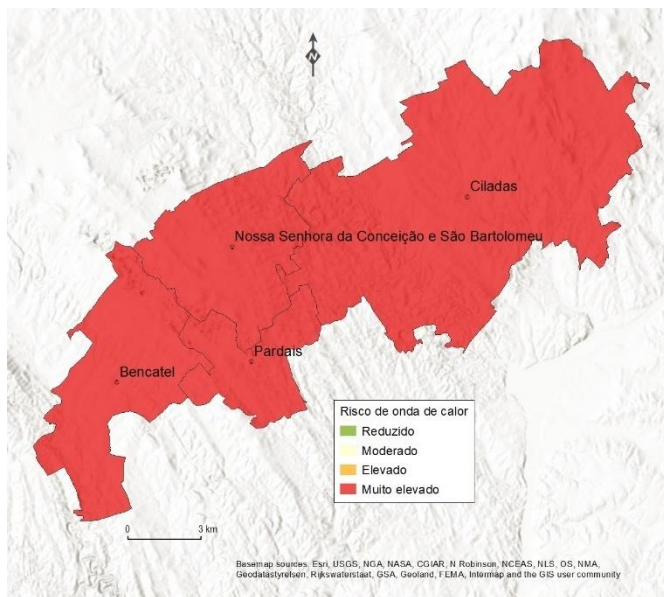 N
Ciladas
Nossa Senhora da Conceição e São Bartolomeu
Pardais
Bencatel
Risco de onda de calor
Reduzido
Moderado
Elevado
Muito elevado
0 3 km
Basemap sources: Esri, USGS, NGA, NASA, CGIAR, N Robinson, NCEAS, NLS, OS, NMA,
Geodatastyrelsen, Rijkswaterstaat, GSA, Geoland, FEMA, Intermap and the GIS user community